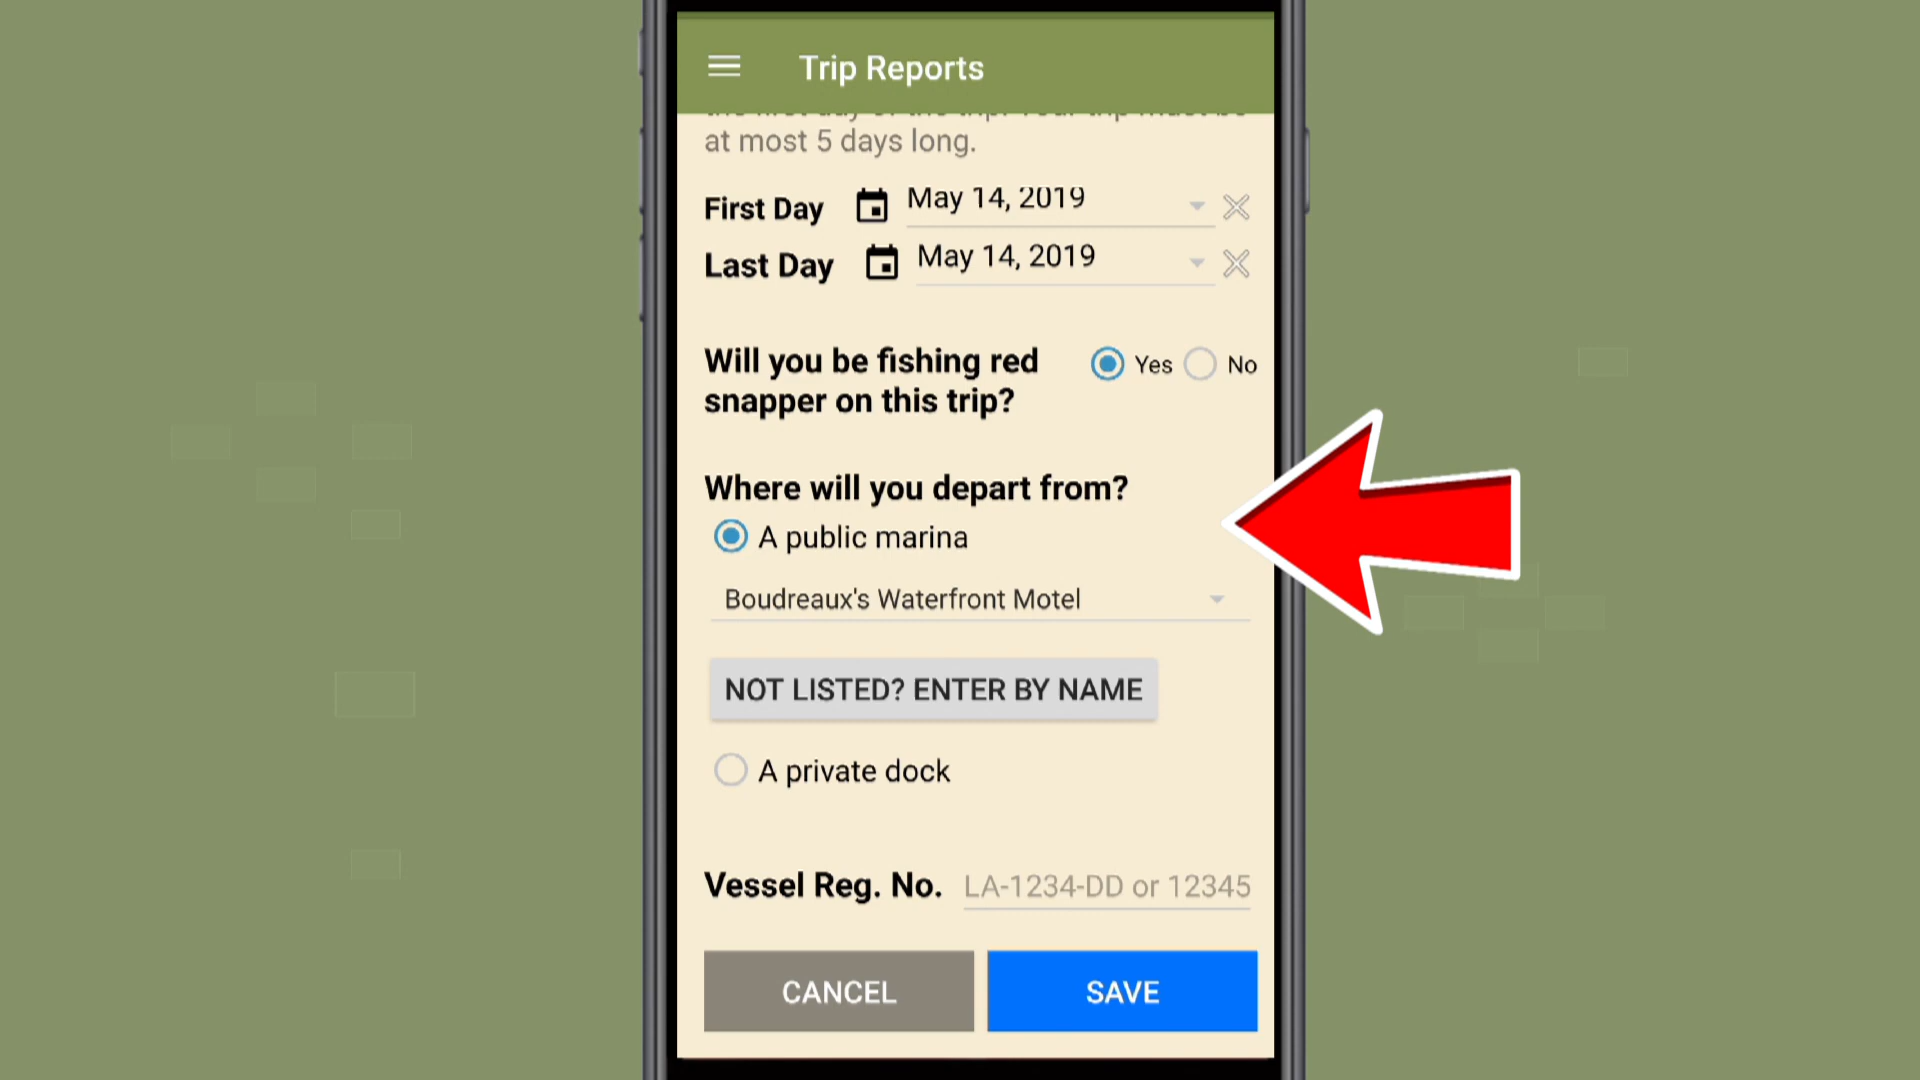 Trip Reports
at most 5 days long.
First Day May 14, 2019
Last Day May 14, 2019
Will you be fishing red
snapper on this trip?
Yes No
Where will you depart from?
A public marina
Boudreaux's Waterfront Motel
NOT LISTED? ENTER BY NAME
A private dock
Vessel Reg. No. LA-1234-DD or 12345
CANCEL SAVE